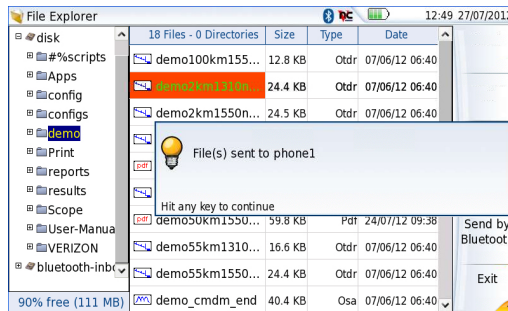 File Explorer 12:49 27/07/2012
disk
#%scripts
Apps
config
configs
demo
Print
reports
results
Scope
User-Manua
VERIZON
bluetooth-inbo
90% free (111 MB)
18 Files - 0 Directories Size Type Date
demo100km155... 12.8 KB Otdr 07/06/12 06:40
demo2km1310n... 24.4 KB Otdr 07/06/12 06:40
demo2km1550n... 24.5 KB Otdr 07/06/12 06:40
pdf
File(s) sent to phone1
Hit any key to continue
pdf demo50km1550... 59.8 KB Pdf 24/07/12 09:38
demo55km1310... 16.6 KB Otdr 07/06/12 06:40
demo55km1550... 24.4 KB Otdr 07/06/12 06:40
demo_cmdm_end 40.4 KB Osa 07/06/12 06:40
Send by
Bluetoot
Exit